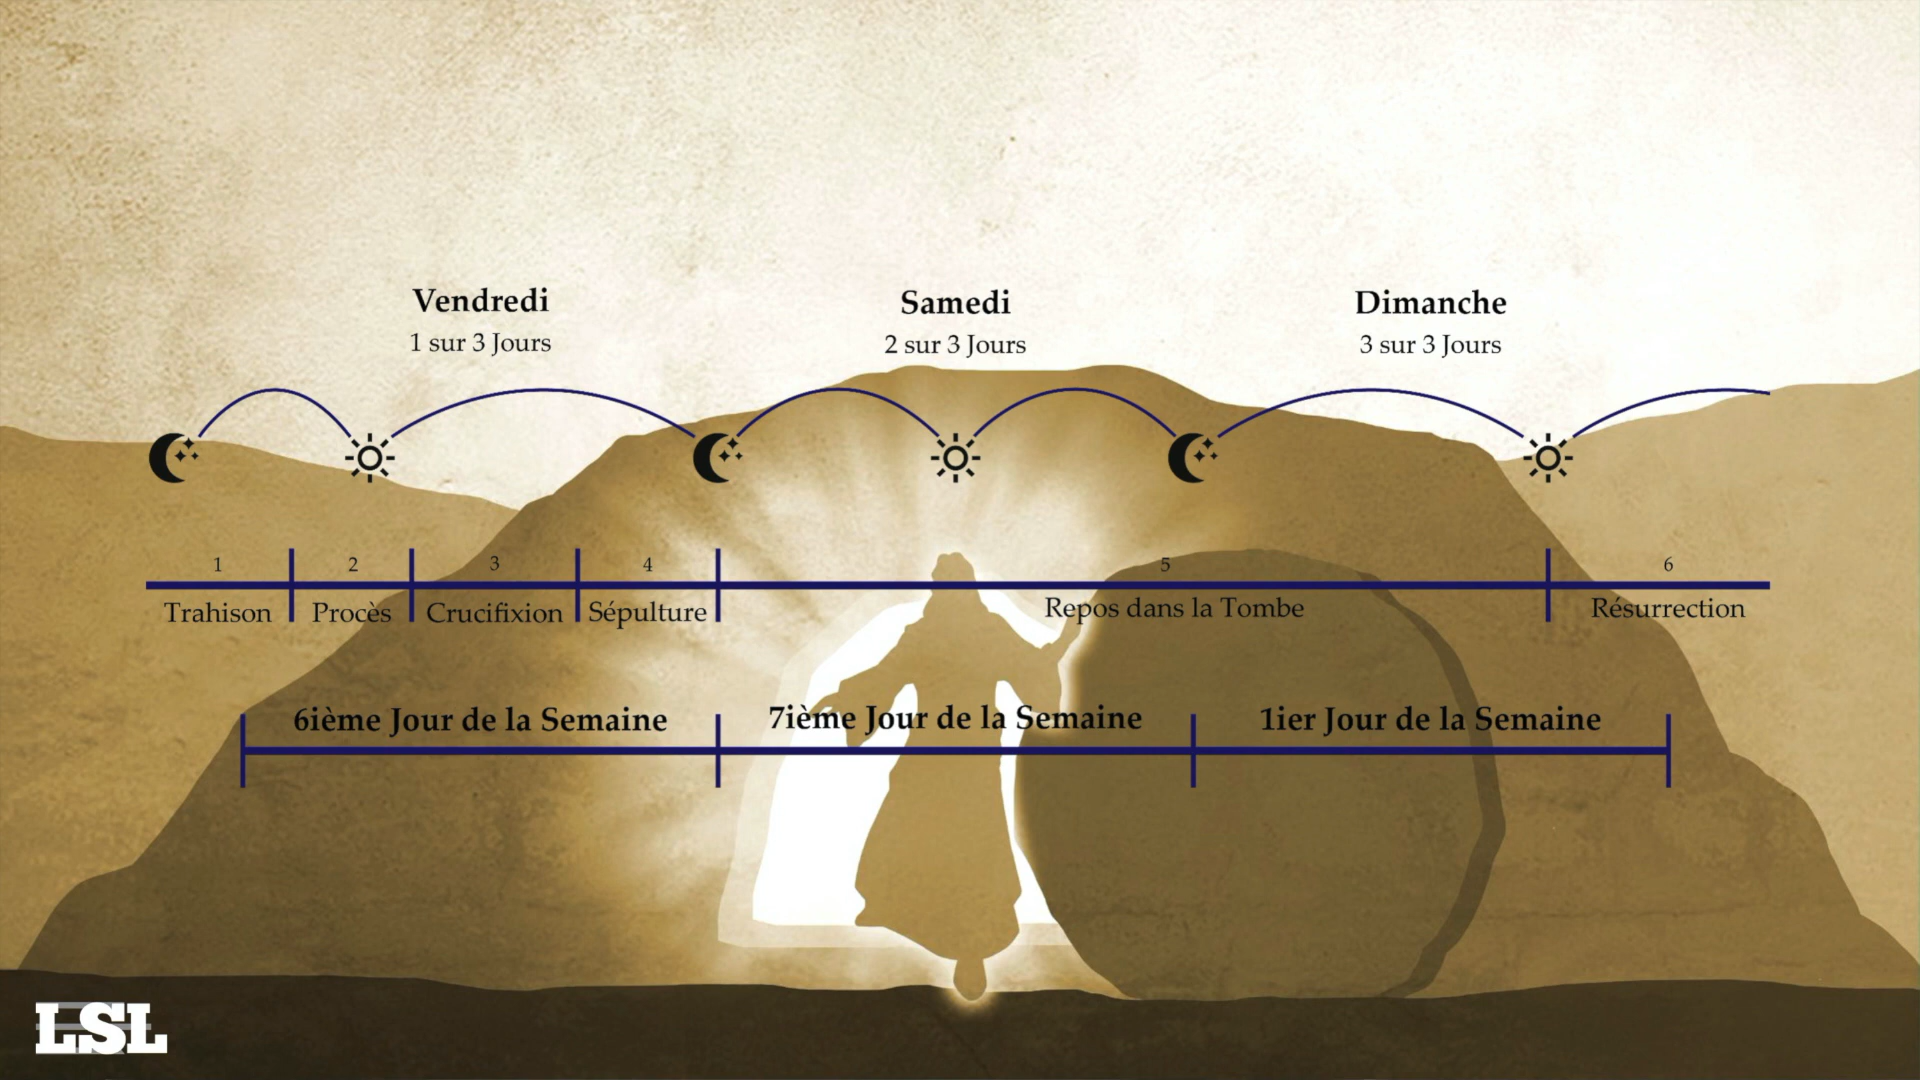 Vendredi
1 sur 3 Jours
Samedi
2 sur 3 Jours
Dimanche
3 sur 3 Jours
1
2
3
4
5
6
Trahison
Procès
Crucifixion
Sépulture
Repos dans la Tombe
Résurrection
6ième Jour de la Semaine
7ième Jour de la Semaine
1ier Jour de la Semaine
LSL